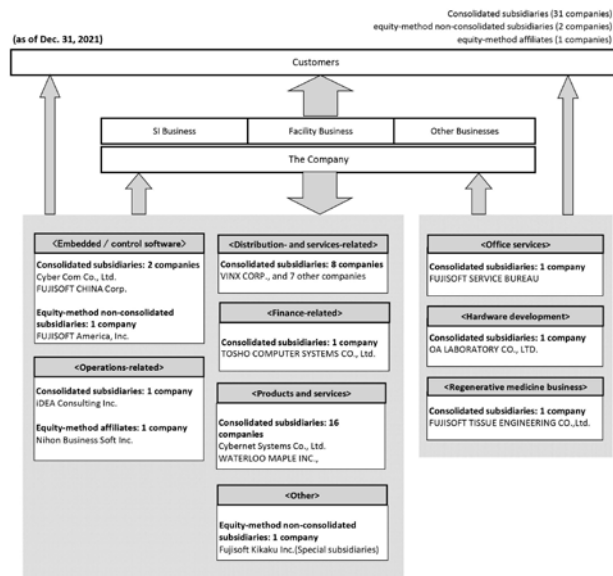 Consolidated subsidiaries (31 companies)
equity-method non-consolidated subsidiaries (2 companies)
(as of Dec. 31, 2021)
equity-method affiliates (1 companies)
Customers
SI Business
Facility Business
Other Businesses
The Company
<Embedded / control software>
Consolidated subsidiaries: 2 companies
Cyber Com Co., Ltd.
FUJISOFT CHINA Corp.
Equity-method non-consolidated
subsidiaries: 1 company
FUJISOFT America, Inc.
<Operations-related>
Consolidated subsidiaries: 1 company
iDEA Consulting Inc.
Equity-method affiliates: 1 company
Nihon Business Soft Inc.
<Distribution- and services-related>
Consolidated subsidiaries: 8 companies
VINX CORP., and 7 other companies
<Finance-related>
Consolidated subsidiaries: 1 company
TOSHO COMPUTER SYSTEMS CO., Ltd.
<Products and services>
Consolidated subsidiaries: 16
companies
Cybernet Systems Co., Ltd.
WATERLOO MAPLE INC.,
<Other>
Equity-method non-consolidated
subsidiaries: 1 company
Fujisoft Kikaku Inc.(Special subsidiaries)
<Office services>
Consolidated subsidiaries: 1 company
FUJISOFT SERVICE BUREAU
<Hardware development>
Consolidated subsidiaries: 1 company
OA LABORATORY CO., LTD.
<Regenerative medicine business>
Consolidated subsidiaries: 1 company
FUJISOFT TISSUE ENGINEERING CO.,Ltd.